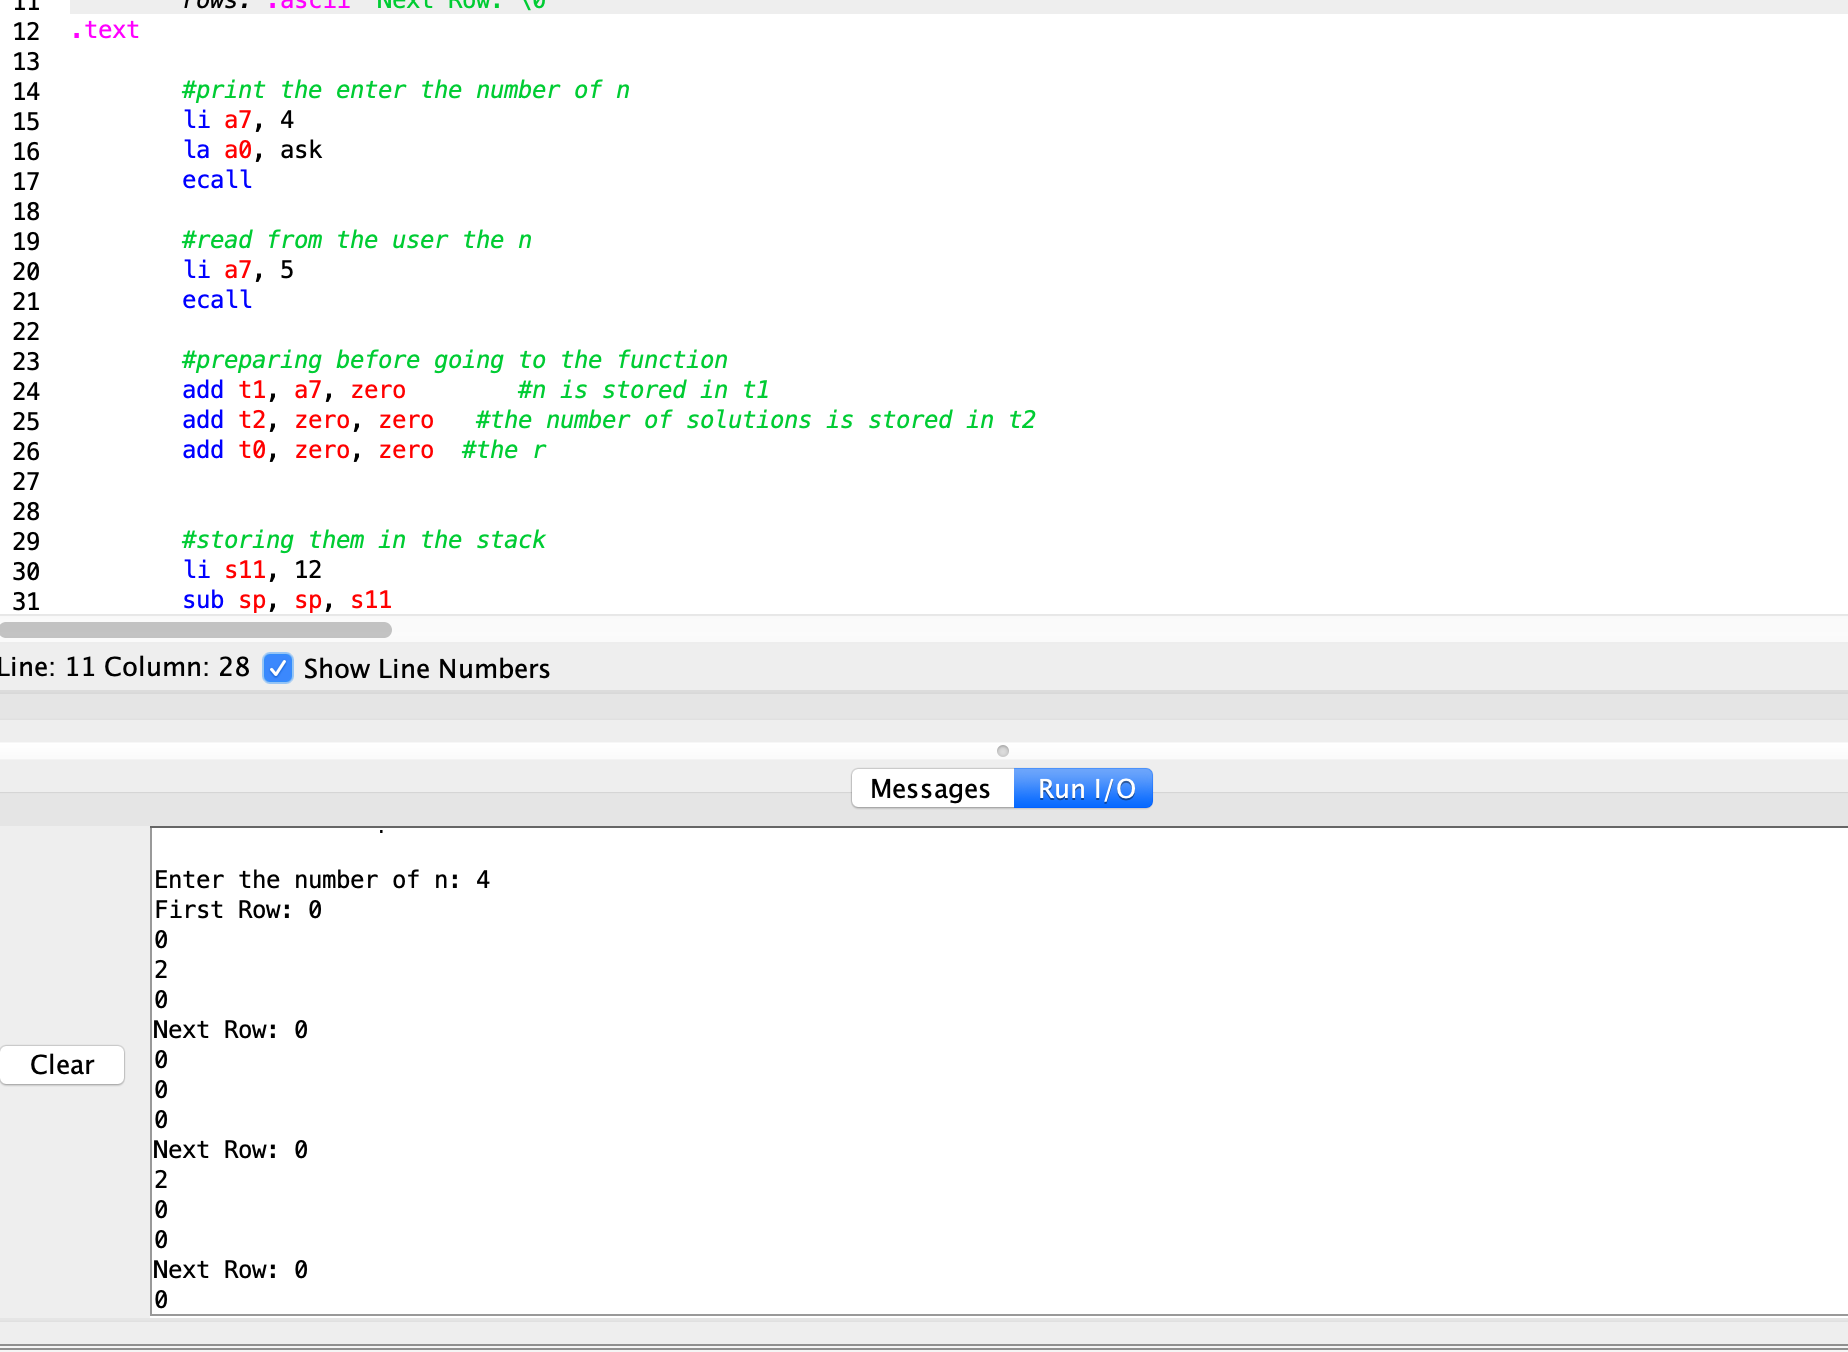 11 rows: .ascii "Next Row: \0"
12 .text
13
14 #print the enter the number of n
15 li a7, 4
16 la a0, ask
17 ecall
18
19 #read from the user the n
20 li a7, 5
21 ecall
22
23 #preparing before going to the function
24 add t1, a7, zero #n is stored in t1
25 add t2, zero, zero #the number of solutions is stored in t2
26 add t0, zero, zero #the r
27
28
29 #storing them in the stack
30 li s11, 12
31 sub sp, sp, s11
Line: 11 Column: 28 Show Line Numbers
Messages Run I/O
Enter the number of n: 4
First Row: 0
0
2
0
Next Row: 0
0
0
0
Next Row: 0
2
0
0
Next Row: 0
0
Clear